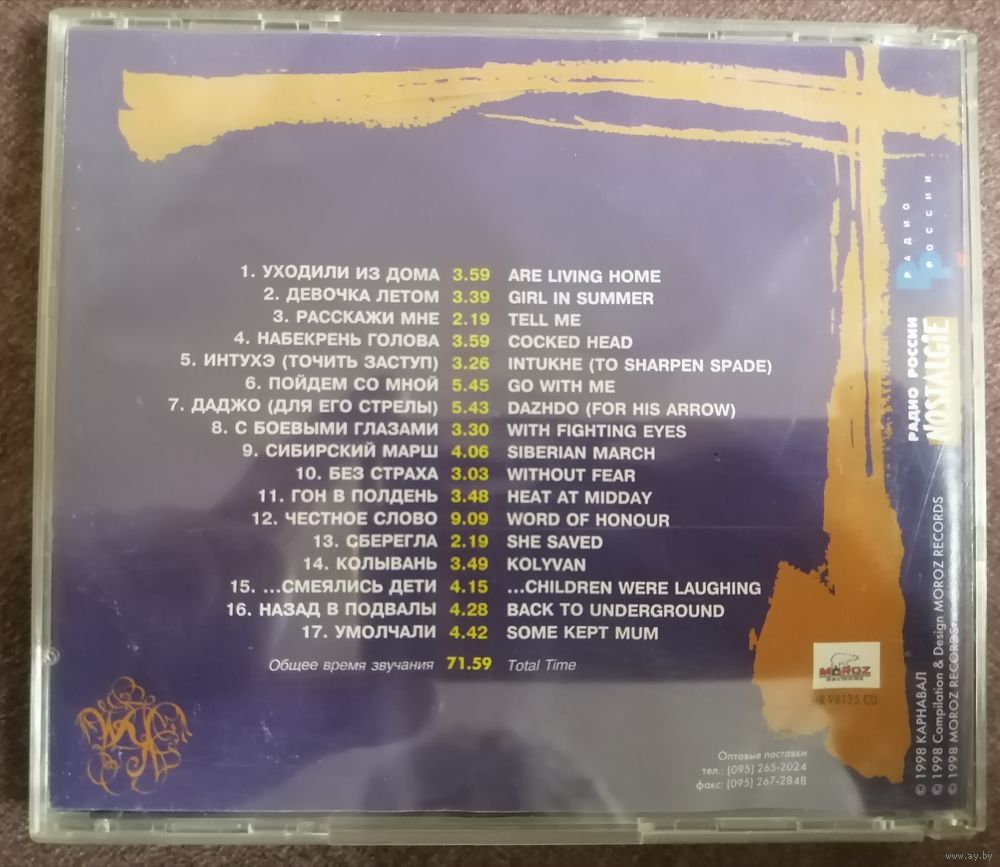 1. УХОДИЛИ ИЗ ДОМА 3.59 ARE LIVING HOME
2. ДЕВОЧКА ЛЕТОМ 3.39 GIRL IN SUMMER
3. РАССКАЖИ МНЕ 2.19 TELL ME
4. НАБЕКРЕНЬ ГОЛОВА 3.59 COCKED HEAD
5. ИНТУХЭ (ТОЧИТЬ ЗАСТУП) 3.26 INTUKHE (TO SHARPEN SPADE)
6. ПОЙДЕМ СО МНОЙ 5.45 GO WITH ME
7. ДАДЖО (ДЛЯ ЕГО СТРЕЛЫ) 5.43 DAZHDO (FOR HIS ARROW)
8. С БОЕВЫМИ ГЛАЗАМИ 3.30 WITH FIGHTING EYES
9. СИБИРСКИЙ МАРШ 4.06 SIBERIAN MARCH
10. БЕЗ СТРАХА 3.03 WITHOUT FEAR
11. ГОН В ПОЛДЕНЬ 3.48 HEAT AT MIDDAY
12. ЧЕСТНОЕ СЛОВО 9.09 WORD OF HONOUR
13. СБЕРЕГЛА 2.19 SHE SAVED
14. КОЛЫВАНЬ 3.49 KOLYVAN
15. ...СМЕЯЛИСЬ ДЕТИ 4.15 ...CHILDREN WERE LAUGHING
16. НАЗАД В ПОДВАЛЫ 4.28 BACK TO UNDERGROUND
17. УМОЛЧАЛИ 4.42 SOME KEPT MUM
Общее время звучания 71.59 Total Time
РАДИО
РОССИИ
РАДИО РОССИИ
NOSTALGiE
MOROZ
RECORDS
98125 CD
Оптовые поставки
тел.: (095) 265-2024
факс: (095) 267-2848
© 1998 КАРНАВАЛ
© 1998 Compilation & Design MOROZ RECORDS
© 1998 MOROZ RECORDS
www.ay.by